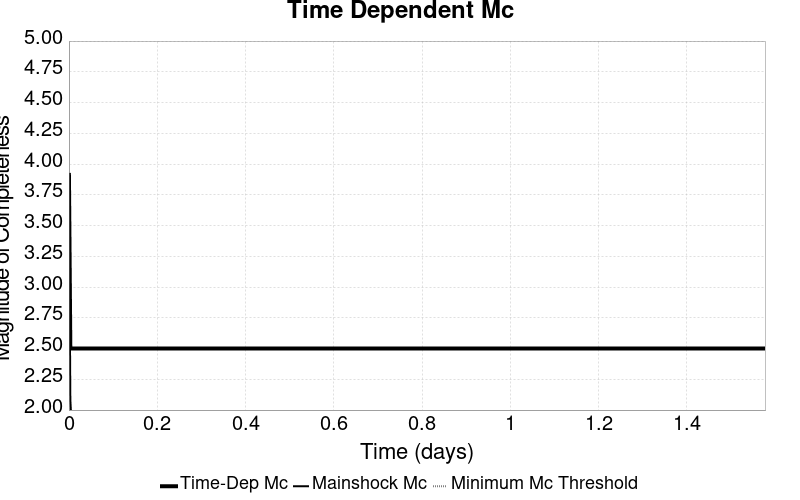 Time Dependent Mc
5.00
4.75
4.50
4.25
4.00
3.75
3.50
3.25
3.00
2.75
2.50
2.25
2.00
Magnitude of Completeness
0 0.2 0.4 0.6 0.8 1 1.2 1.4
Time (days)
Time-Dep Mc Mainshock Mc Minimum Mc Threshold